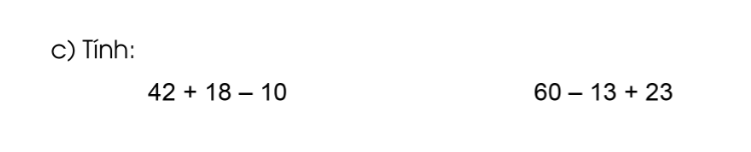 c) Tính:
42 + 18 – 10 60 – 13 + 23